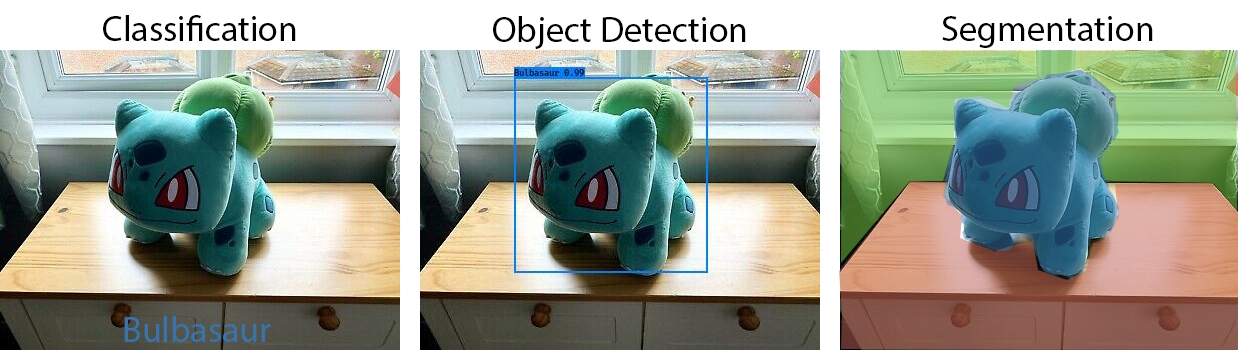 Classification
Object Detection
Segmentation
Bulbasaur 0.99
Bulbasaur